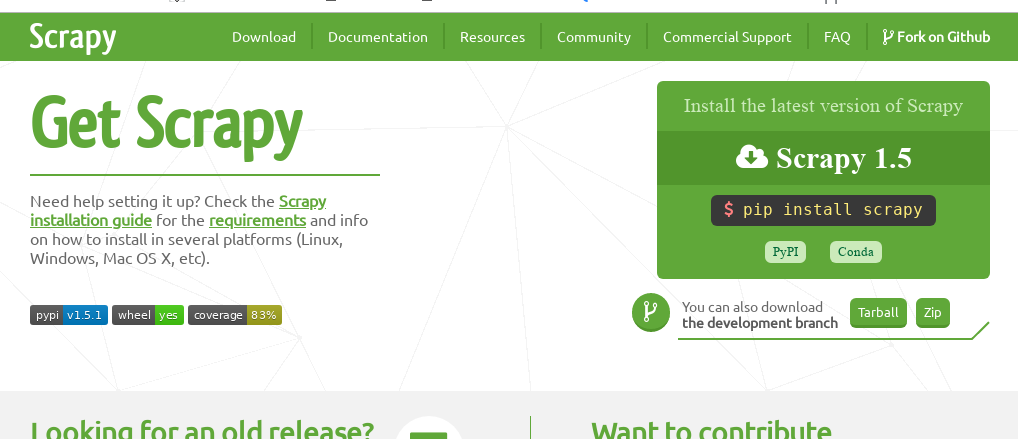 Scrapy
Download
Documentation
Resources
Community
Commercial Support
FAQ
Fork on Github
Get Scrapy
Need help setting it up? Check the Scrapy
installation guide for the requirements and info
on how to install in several platforms (Linux,
Windows, Mac OS X, etc).
pypi v1.5.1
wheel yes
coverage 83%
Install the latest version of Scrapy
Scrapy 1.5
$ pip install scrapy
PyPI
Conda
You can also download
the development branch
Tarball
Zip
Looking for an old release?
Want to contribute